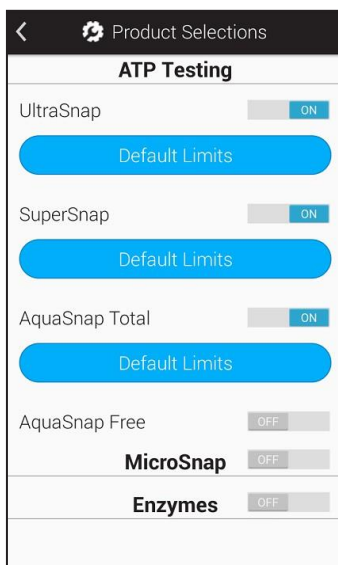 Product Selections
ATP Testing
UltraSnap ON
Default Limits
SuperSnap ON
Default Limits
AquaSnap Total ON
Default Limits
AquaSnap Free OFF
MicroSnap OFF
Enzymes OFF